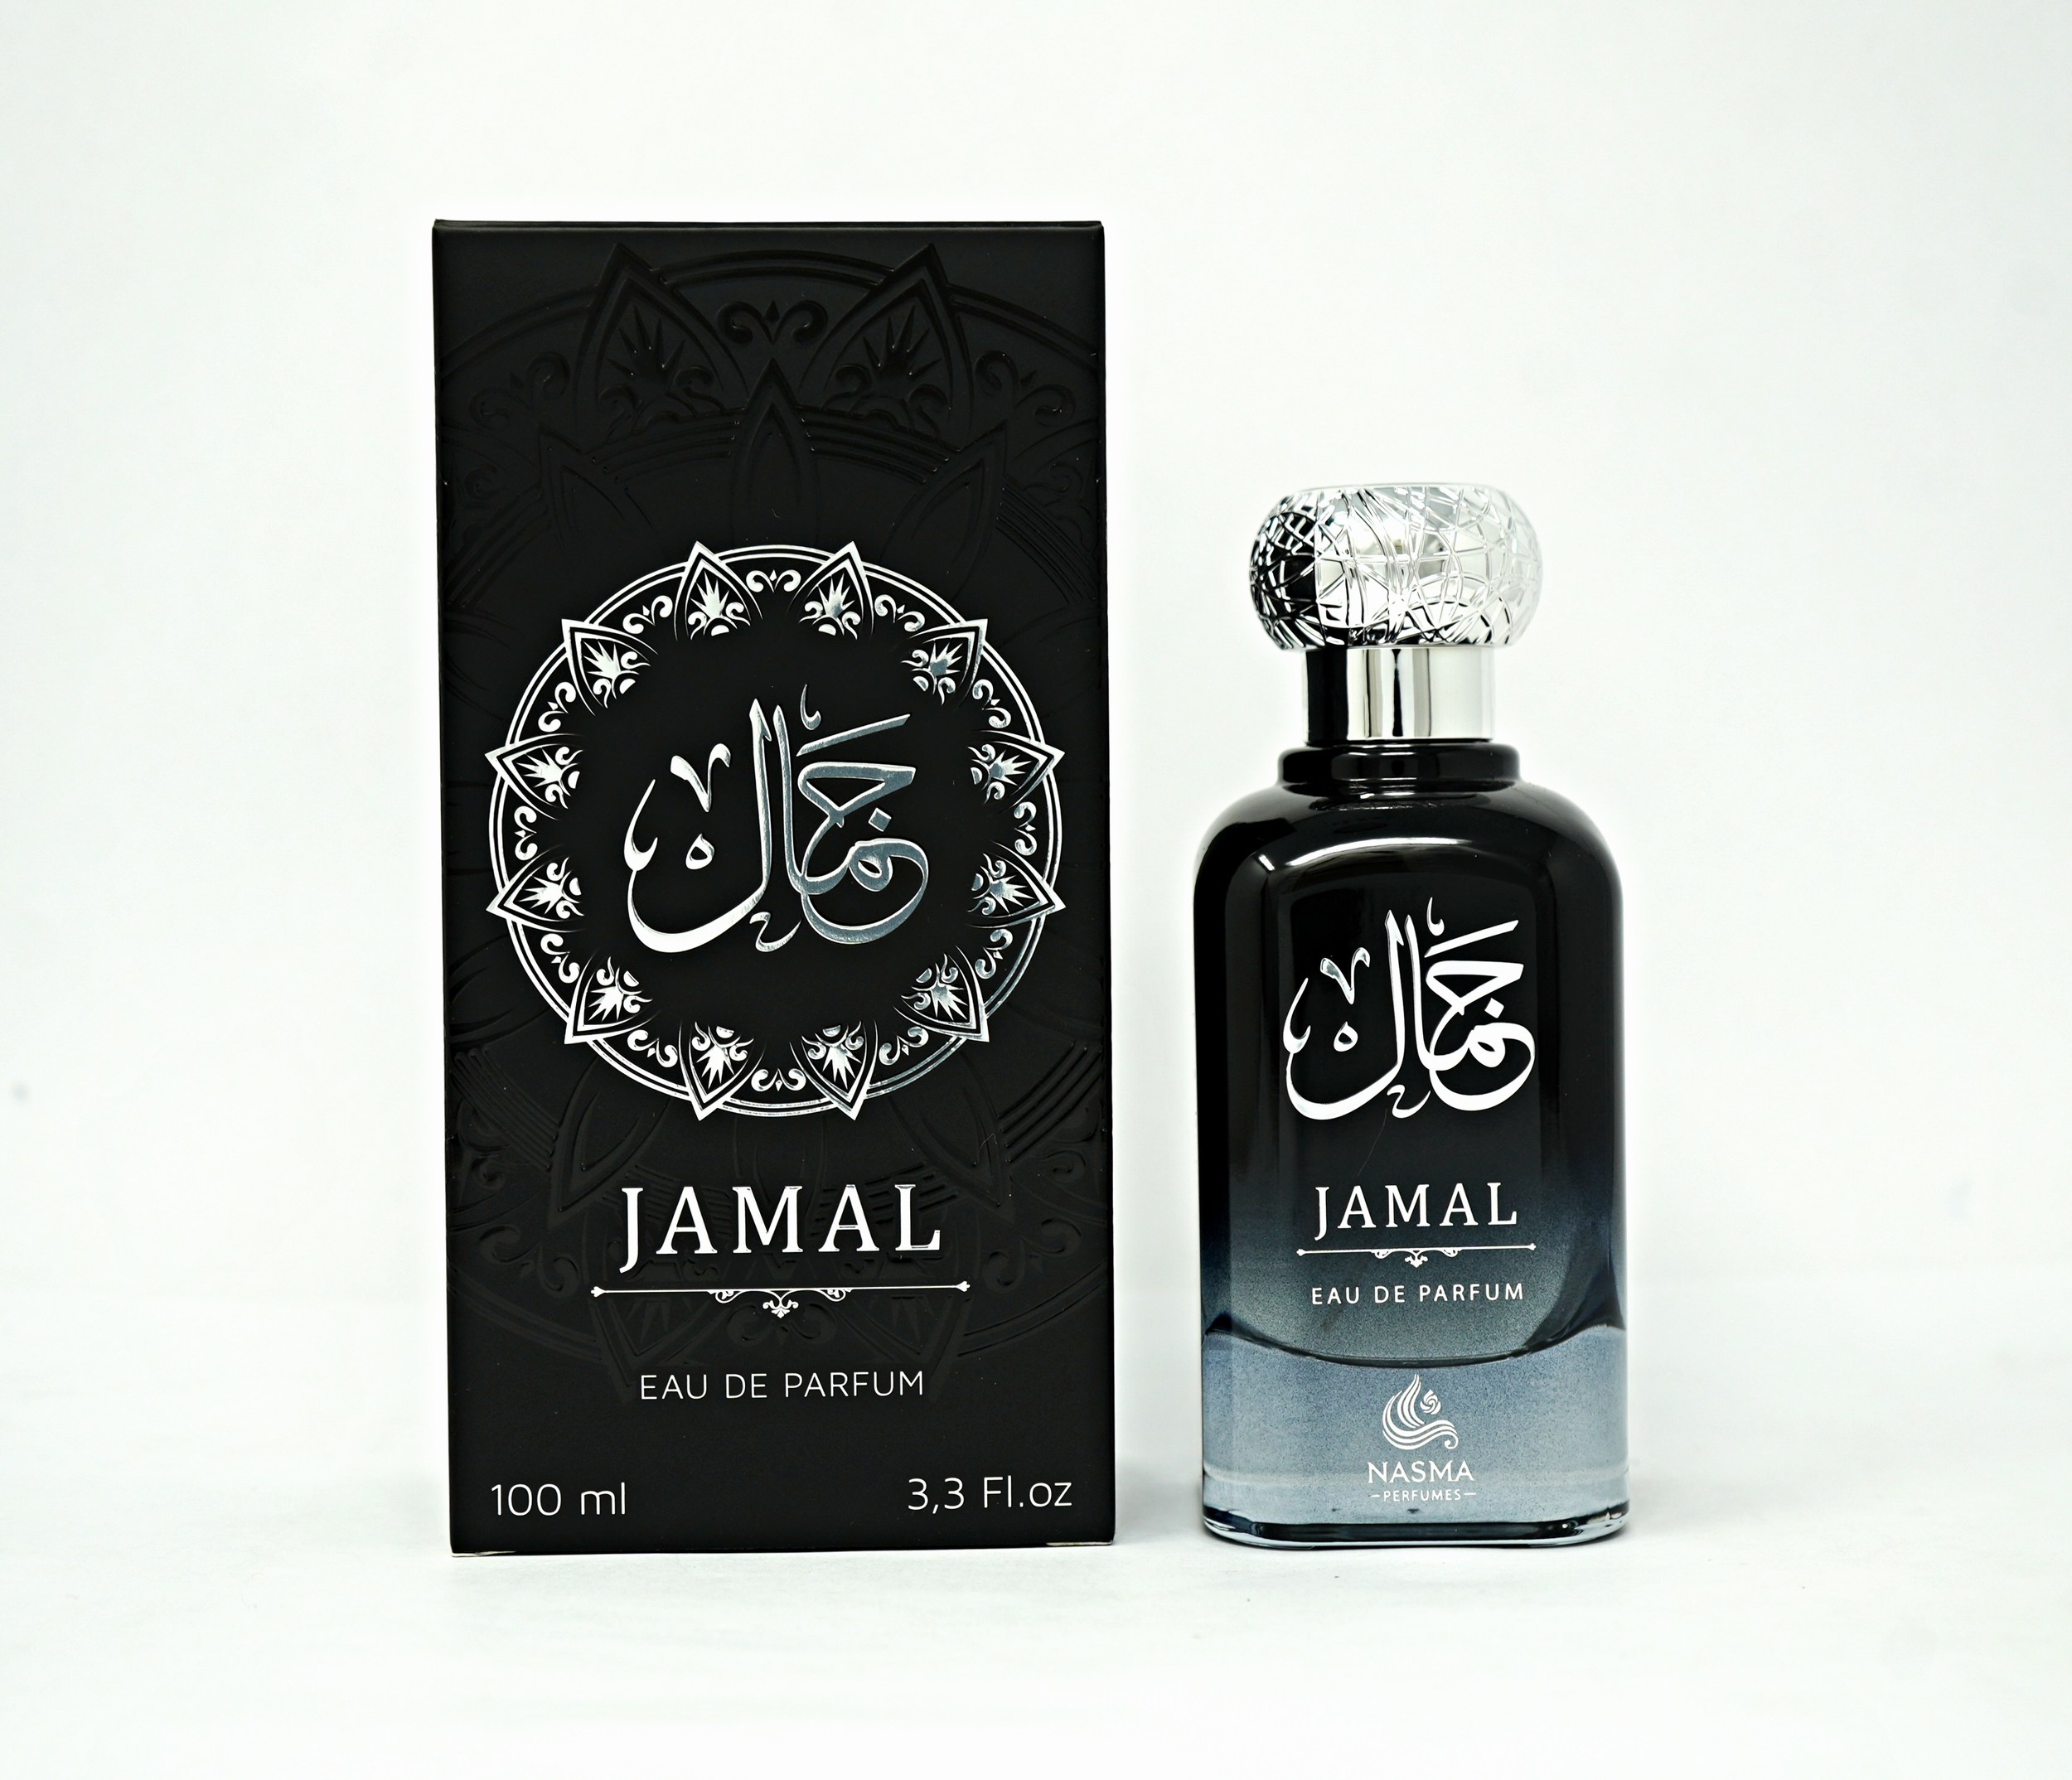 جمال
JAMAL
EAU DE PARFUM
100 ml
3,3 Fl.oz
جمال
JAMAL
EAU DE PARFUM
NASMA
-PERFUMES-